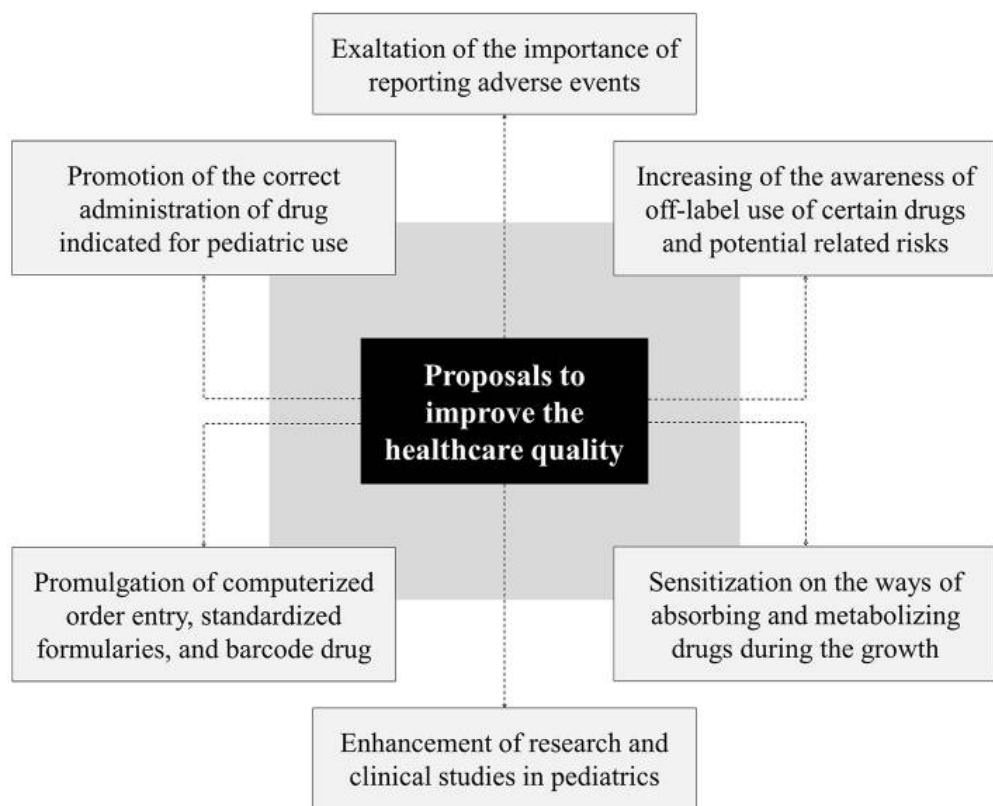 Exaltation of the importance of
reporting adverse events
Promotion of the correct
administration of drug
indicated for pediatric use
Increasing of the awareness of
off-label use of certain drugs
and potential related risks
Proposals to
improve the
healthcare quality
Promulgation of computerized
order entry, standardized
formularies, and barcode drug
Sensitization on the ways of
absorbing and metabolizing
drugs during the growth
Enhancement of research and
clinical studies in pediatrics